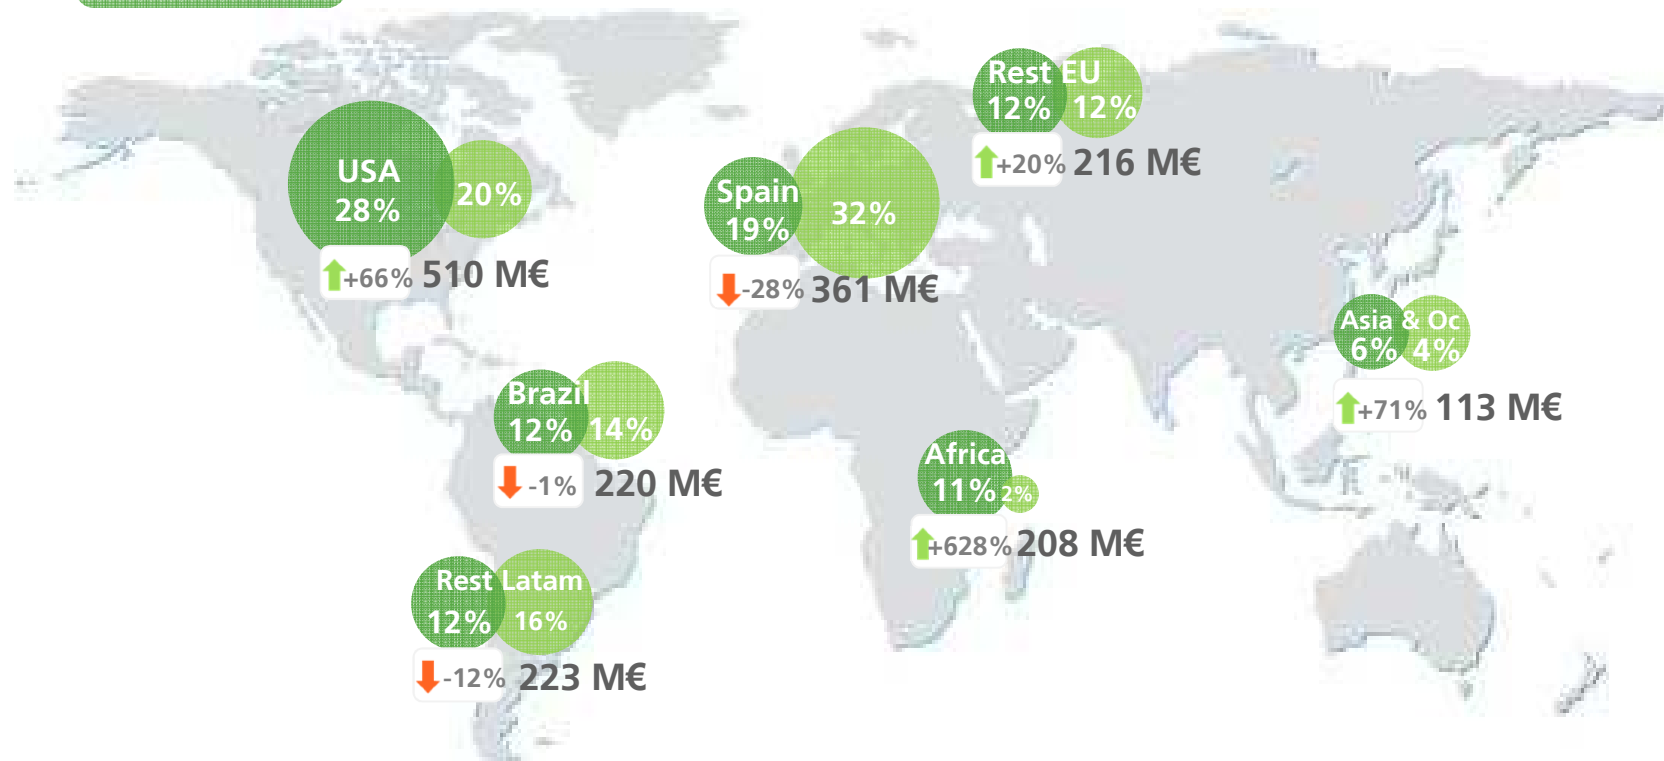 Rest EU
12% 12%
+20% 216 M€
USA
28%
20%
+66% 510 M€
Spain
19%
32%
-28% 361 M€
Asia & Oc
6% 4%
+71% 113 M€
Brazil
12% 14%
-1% 220 M€
Africa
11% 2%
+628% 208 M€
Rest Latam
12% 16%
-12% 223 M€